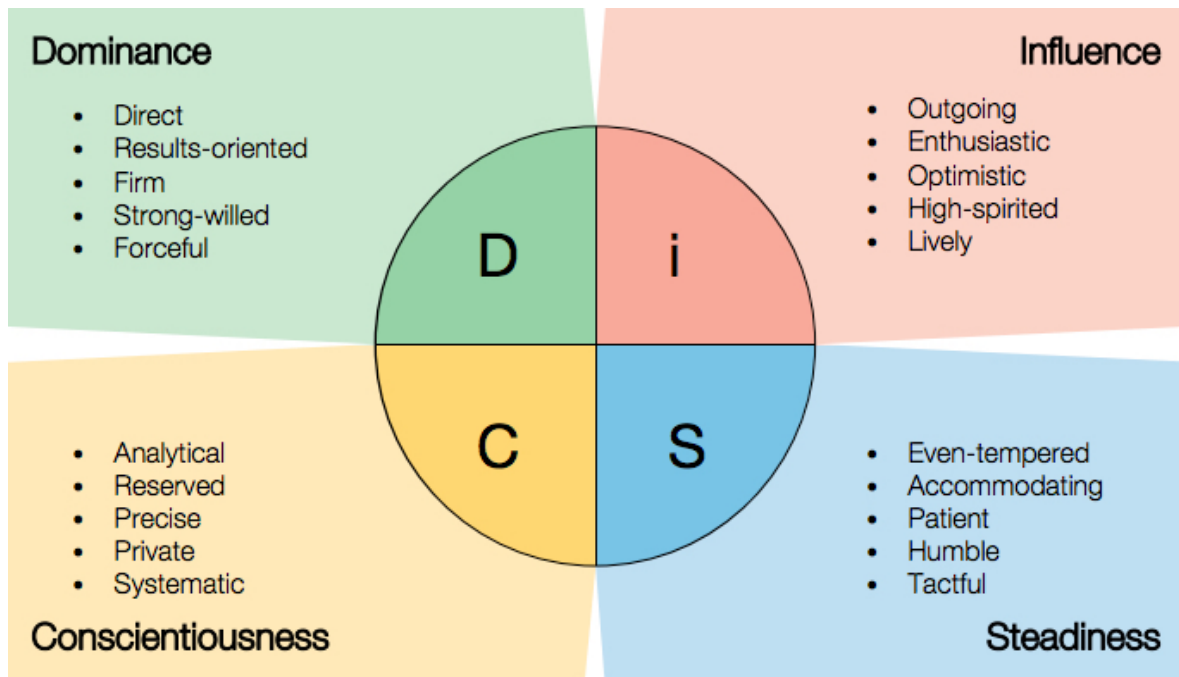 Dominance
• Direct
• Results-oriented
• Firm
• Strong-willed
• Forceful
Influence
• Outgoing
• Enthusiastic
• Optimistic
• High-spirited
• Lively
D
i
C
S
• Analytical
• Reserved
• Precise
• Private
• Systematic
Conscientiousness
• Even-tempered
• Accommodating
• Patient
• Humble
• Tactful
Steadiness